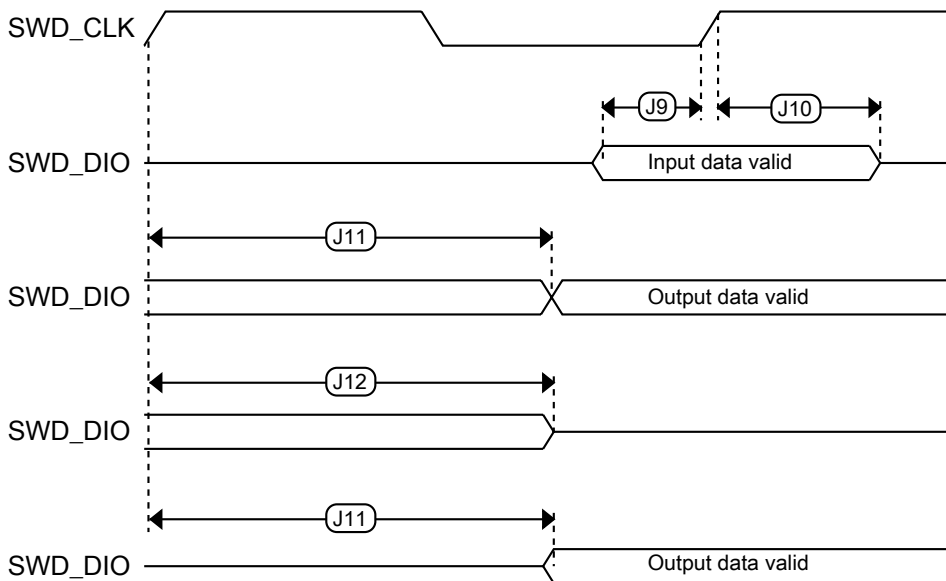 SWD_CLK
J9
J10
SWD_DIO
Input data valid
J11
SWD_DIO
Output data valid
J12
SWD_DIO
J11
SWD_DIO
Output data valid